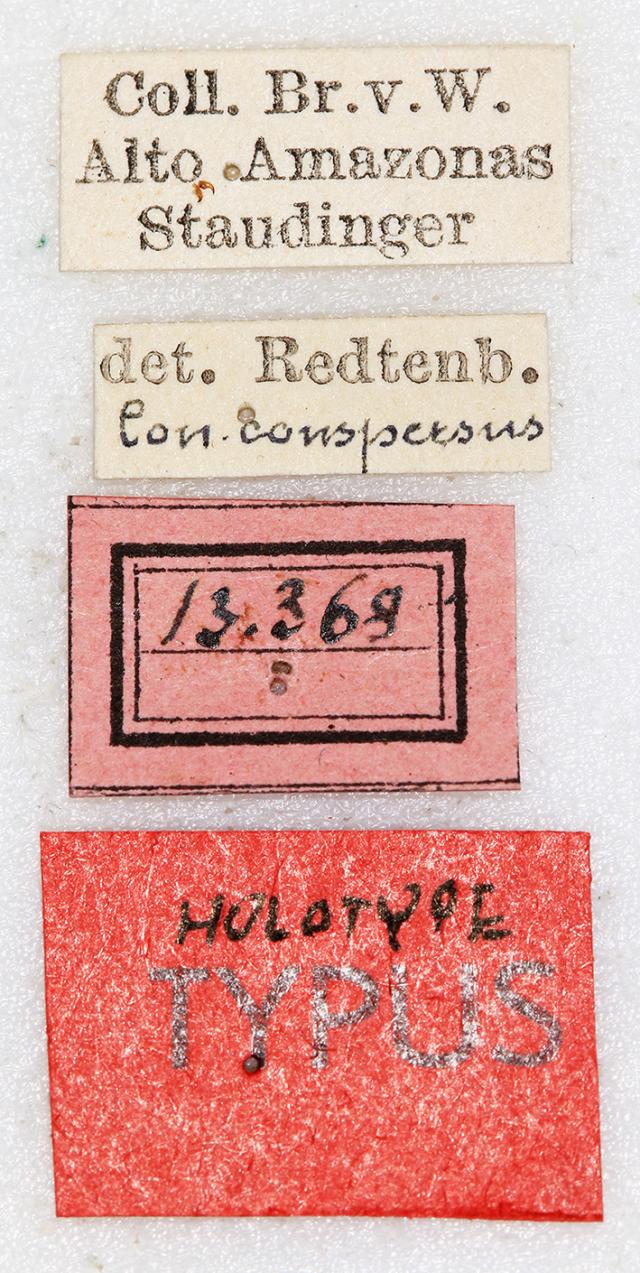 Coll. Br.v.W.
Alto Amazonas
Staudinger
det. Redtenb.
Con. conspersus
13.369
HOLOTYPE
TYPUS